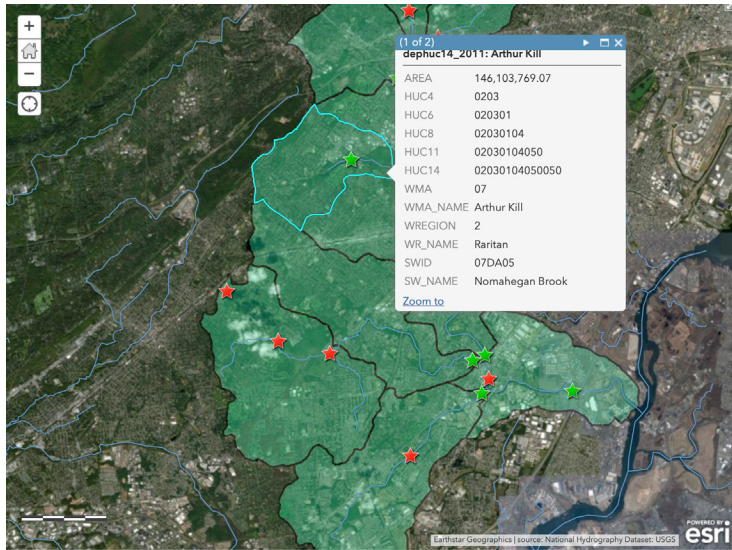 +
−
(1 of 2)
dephuc14_2011: Arthur Kill
AREA 146,103,769.07
HUC4 0203
HUC6 020301
HUC8 02030104
HUC11 02030104050
HUC14 02030104050050
WMA 07
WMA_NAME Arthur Kill
WREGION 2
WR_NAME Raritan
SWID 07DA05
SW_NAME Nomahegan Brook
Zoom to
POWERED BY
esri
Earthstar Geographics | source: National Hydrography Dataset: USGS